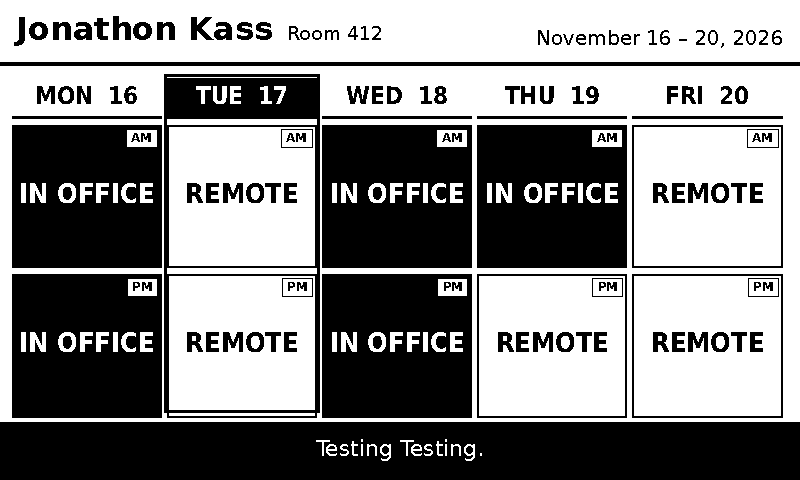 Jonathon Kass Room 412
November 16 – 20, 2026
MON 16 TUE 17 WED 18 THU 19 FRI 20
AM AM AM AM AM
IN OFFICE REMOTE IN OFFICE IN OFFICE REMOTE
PM PM PM PM PM
IN OFFICE REMOTE IN OFFICE REMOTE REMOTE
Testing Testing.